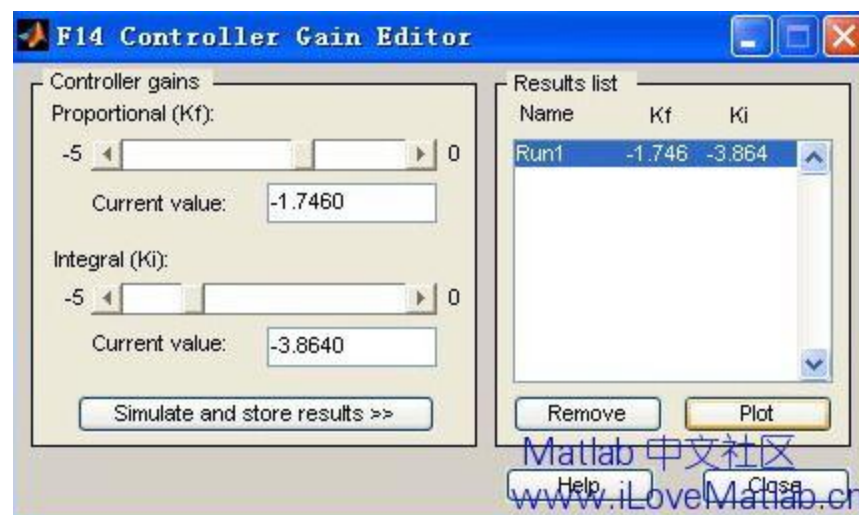 F14 Controller Gain Editor
Controller gains
Proportional (Kf):
-5 0
Current value: -1.7460
Integral (Ki):
-5 0
Current value: -3.8640
Simulate and store results >>
Results list
Name Kf Ki
Run1 -1.746 -3.864
Remove Plot
Help Close
Matlab 中文社区
www.iLoveMatlab.cn